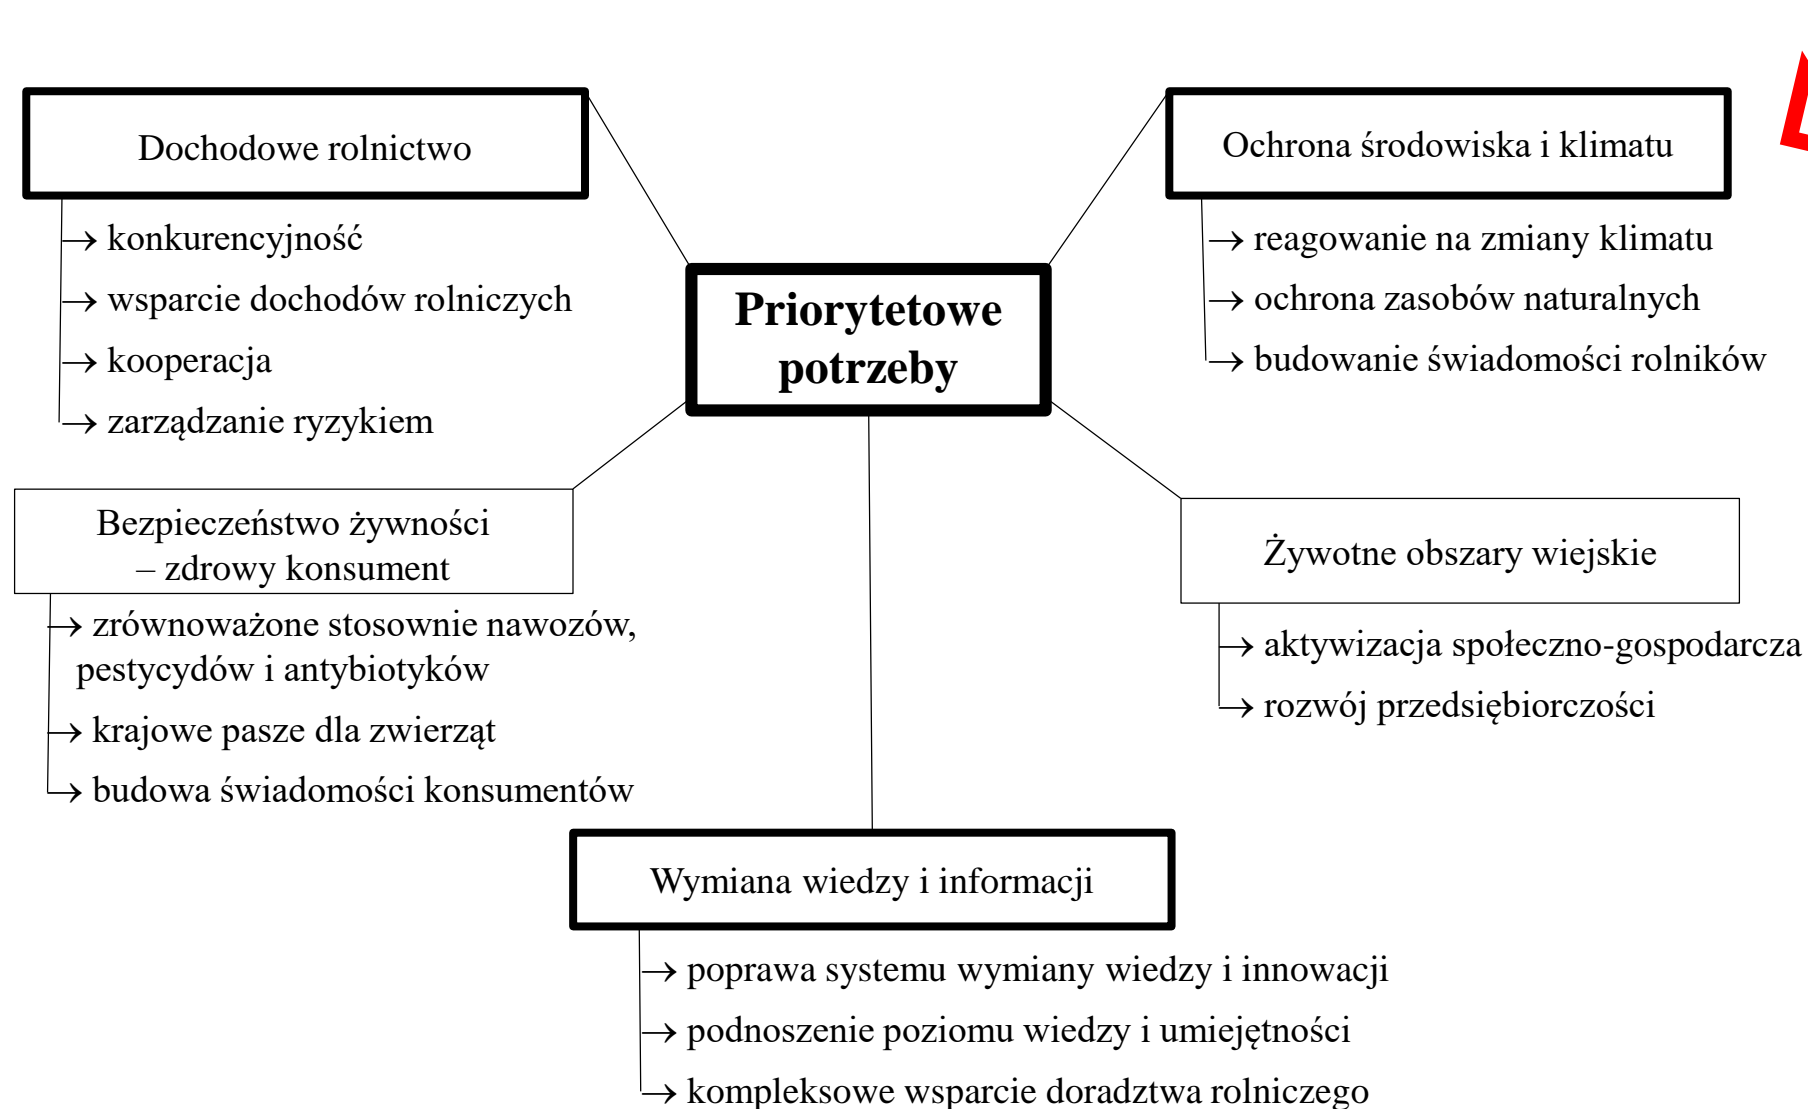 Dochodowe rolnictwo
→ konkurencyjność
→ wsparcie dochodów rolniczych
→ kooperacja
→ zarządzanie ryzykiem
Ochrona środowiska i klimatu
→ reagowanie na zmiany klimatu
→ ochrona zasobów naturalnych
→ budowanie świadomości rolników
Priorytetowe
potrzeby
Bezpieczeństwo żywności
– zdrowy konsument
→ zrównoważone stosownie nawozów,
pestycydów i antybiotyków
→ krajowe pasze dla zwierząt
→ budowa świadomości konsumentów
Żywotne obszary wiejskie
→ aktywizacja społeczno-gospodarcza
→ rozwój przedsiębiorczości
Wymiana wiedzy i informacji
→ poprawa systemu wymiany wiedzy i innowacji
→ podnoszenie poziomu wiedzy i umiejętności
→ kompleksowe wsparcie doradztwa rolniczego